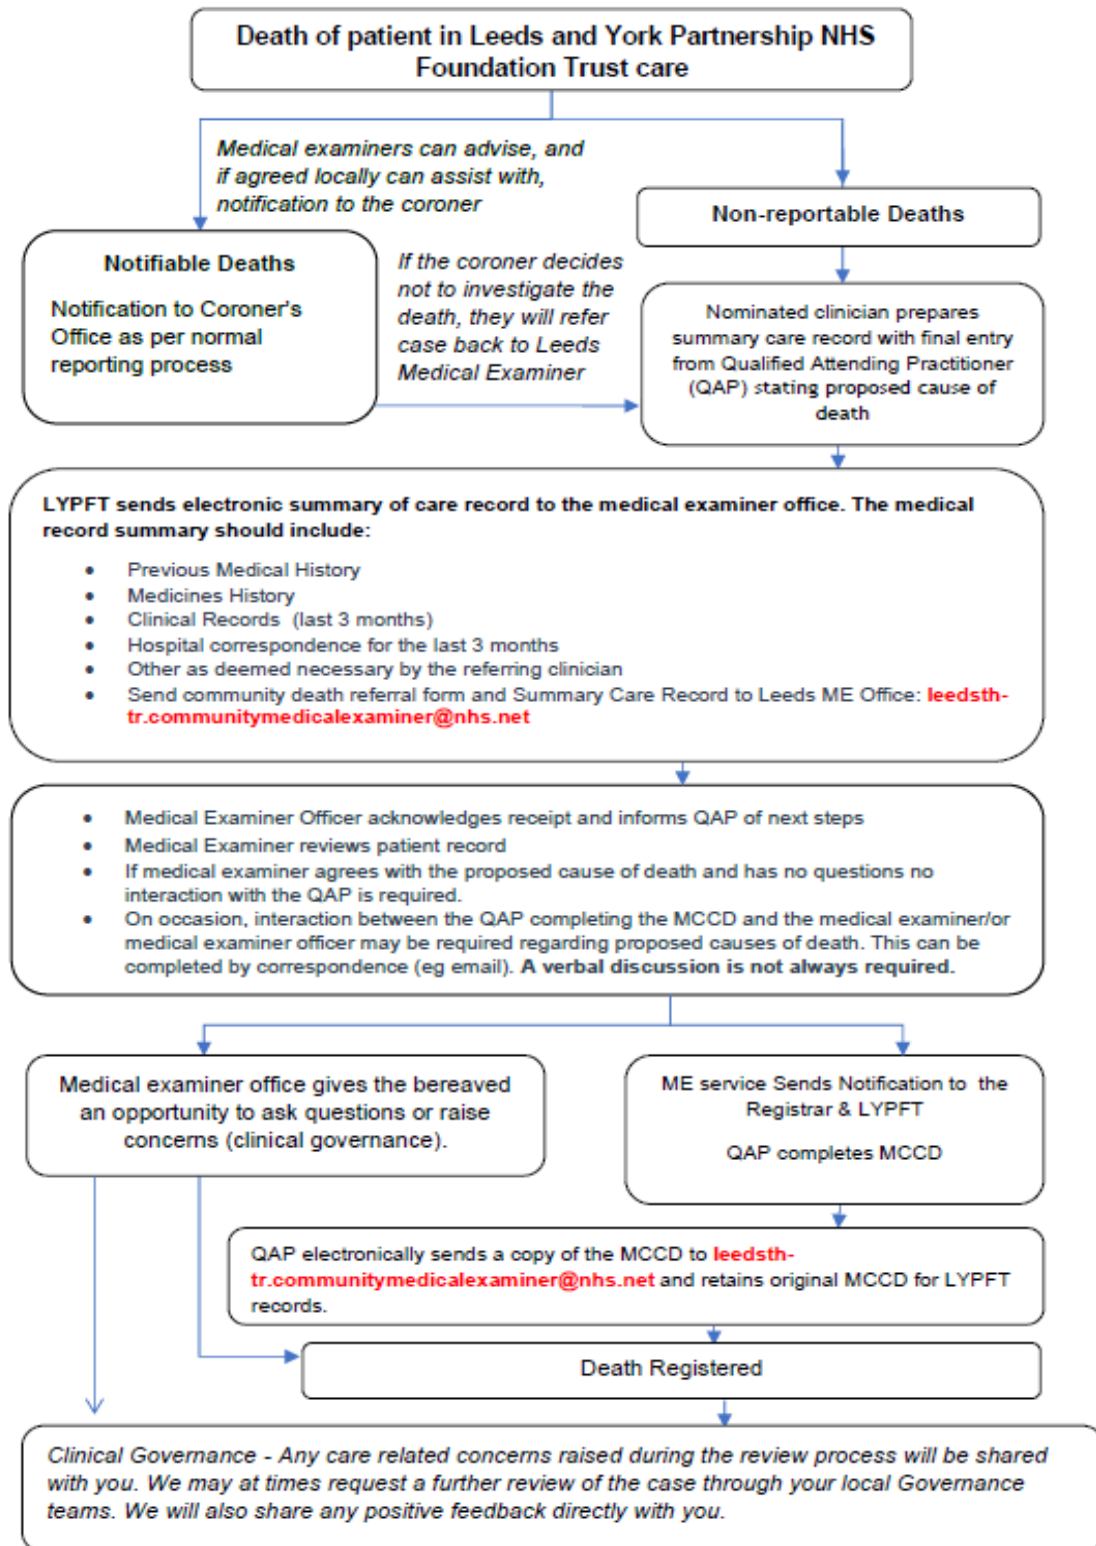 Death of patient in Leeds and York Partnership NHS
Foundation Trust care
Medical examiners can advise, and
if agreed locally can assist with,
notification to the coroner
Non-reportable Deaths
Notifiable Deaths
Notification to Coroner's
Office as per normal
reporting process
If the coroner decides
not to investigate the
death, they will refer
case back to Leeds
Medical Examiner
Nominated clinician prepares
summary care record with final entry
from Qualified Attending Practitioner
(QAP) stating proposed cause of
death
LYPFT sends electronic summary of care record to the medical examiner office. The medical
record summary should include:
• Previous Medical History
• Medicines History
• Clinical Records (last 3 months)
• Hospital correspondence for the last 3 months
• Other as deemed necessary by the referring clinician
• Send community death referral form and Summary Care Record to Leeds ME Office: leedsth-
tr.communitymedicalexaminer@nhs.net
• Medical Examiner Officer acknowledges receipt and informs QAP of next steps
• Medical Examiner reviews patient record
• If medical examiner agrees with the proposed cause of death and has no questions no
interaction with the QAP is required.
• On occasion, interaction between the QAP completing the MCCD and the medical examiner/or
medical examiner officer may be required regarding proposed causes of death. This can be
completed by correspondence (eg email). A verbal discussion is not always required.
Medical examiner office gives the bereaved
an opportunity to ask questions or raise
concerns (clinical governance).
ME service Sends Notification to the
Registrar & LYPFT
QAP completes MCCD
QAP electronically sends a copy of the MCCD to leedsth-
tr.communitymedicalexaminer@nhs.net and retains original MCCD for LYPFT
records.
Death Registered
Clinical Governance - Any care related concerns raised during the review process will be shared
with you. We may at times request a further review of the case through your local Governance
teams. We will also share any positive feedback directly with you.